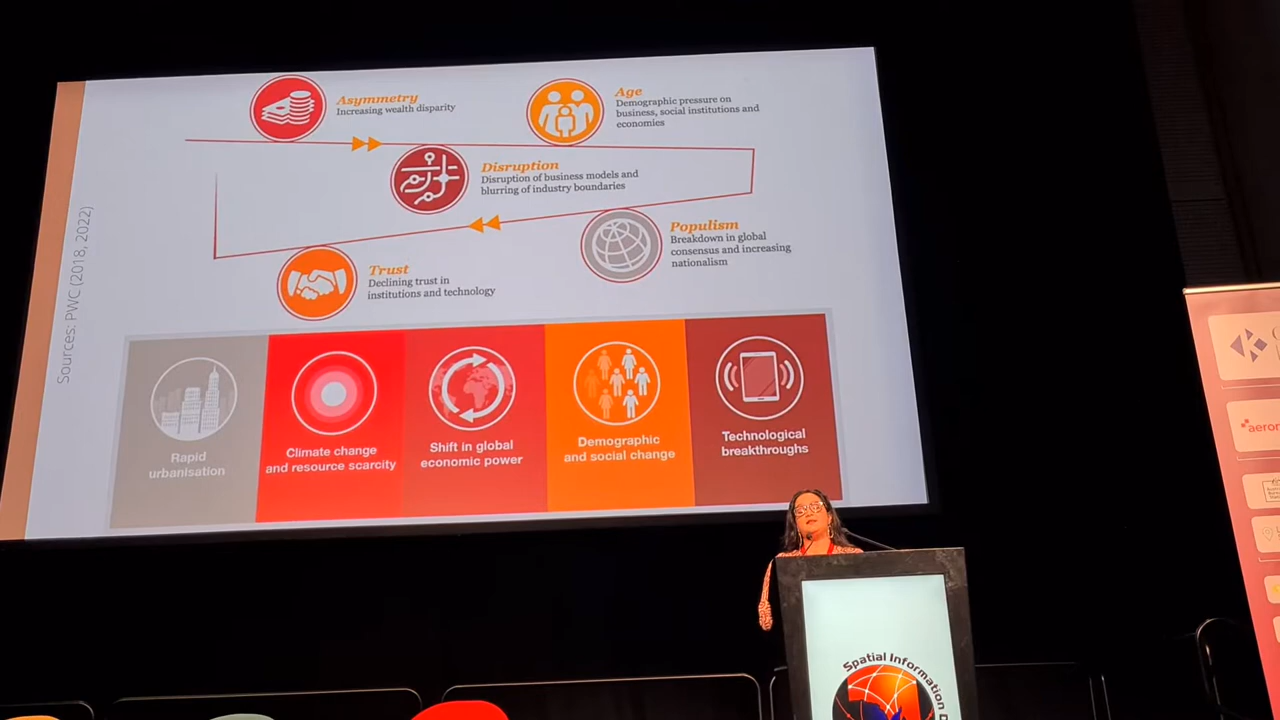 Asymmetry
Increasing wealth disparity
Age
Demographic pressure on
business, social institutions and
economies
Disruption
Disruption of business models and
blurring of industry boundaries
Populism
Breakdown in global
consensus and increasing
nationalism
Trust
Declining trust in
institutions and technology
Sources: PWC (2018, 2022)
Rapid
urbanisation
Climate change
and resource scarcity
Shift in global
economic power
Demographic
and social change
Technological
breakthroughs
Spatial Information